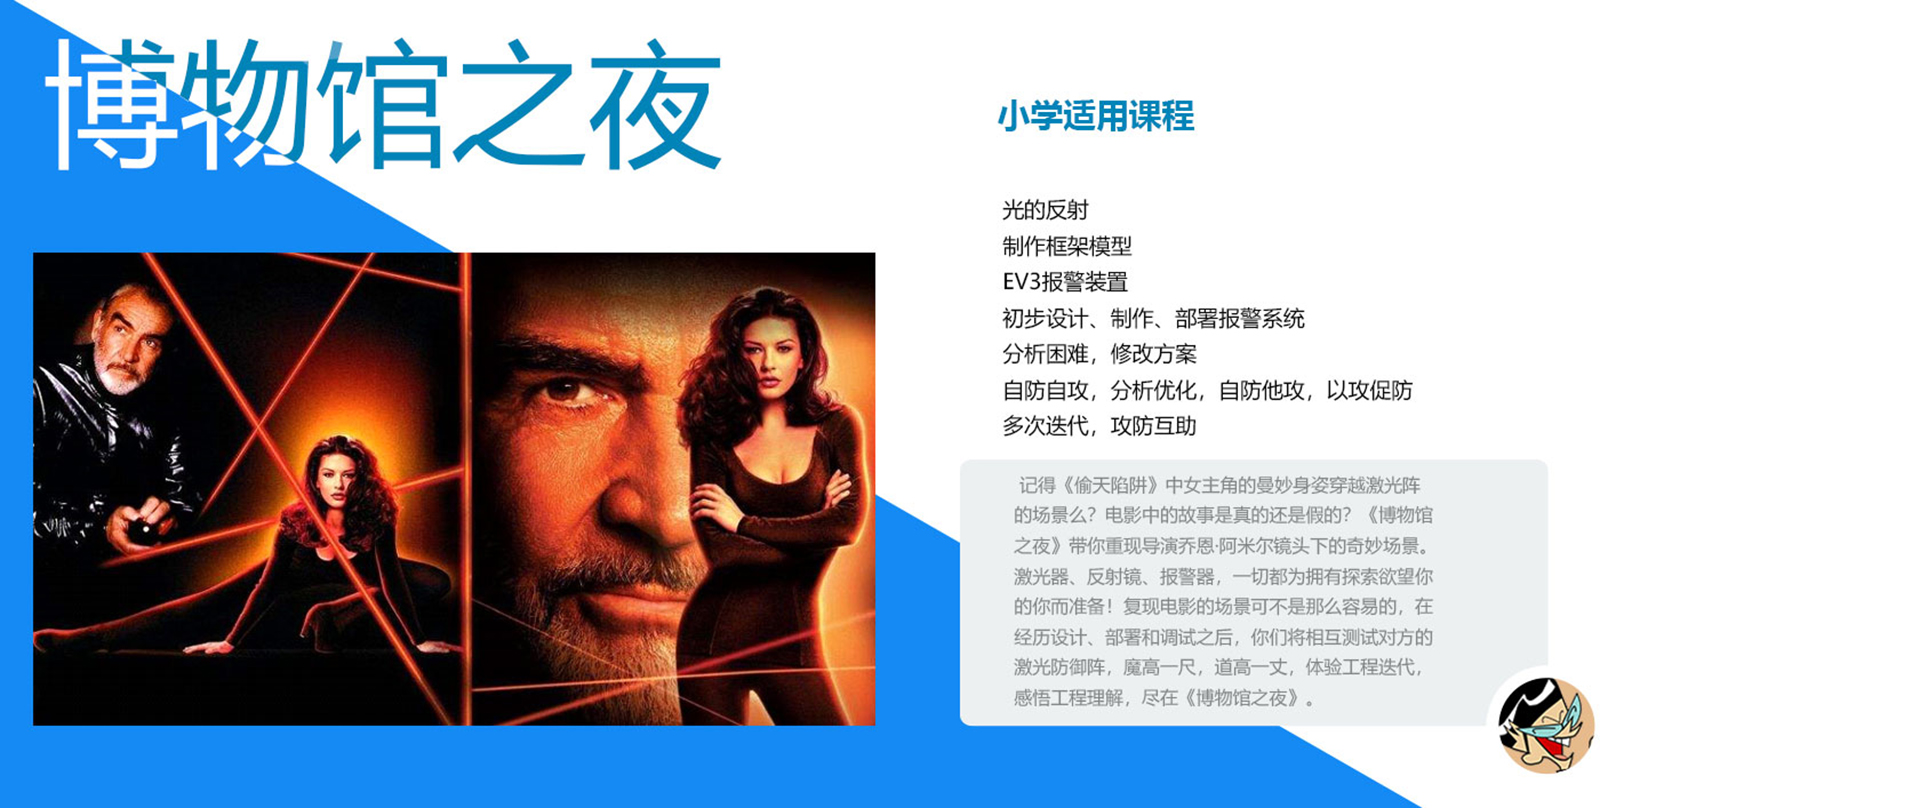 博物馆之夜
小学适用课程
光的反射
制作框架模型
EV3报警装置
初步设计、制作、部署报警系统
分析困难，修改方案
自防自攻，分析优化，自防他攻，以攻促防
多次迭代，攻防互助
记得《偷天陷阱》中女主角的曼妙身姿穿越激光阵
的场景么？电影中的故事是真的还是假的？《博物馆
之夜》带你重现导演乔恩·阿米尔镜头下的奇妙场景。
激光器、反射镜、报警器，一切都为拥有探索欲望你
的你而准备！复现电影的场景可不是那么容易的，在
经历设计、部署和调试之后，你们将相互测试对方的
激光防御阵，魔高一尺，道高一丈，体验工程迭代，
感悟工程理解，尽在《博物馆之夜》。